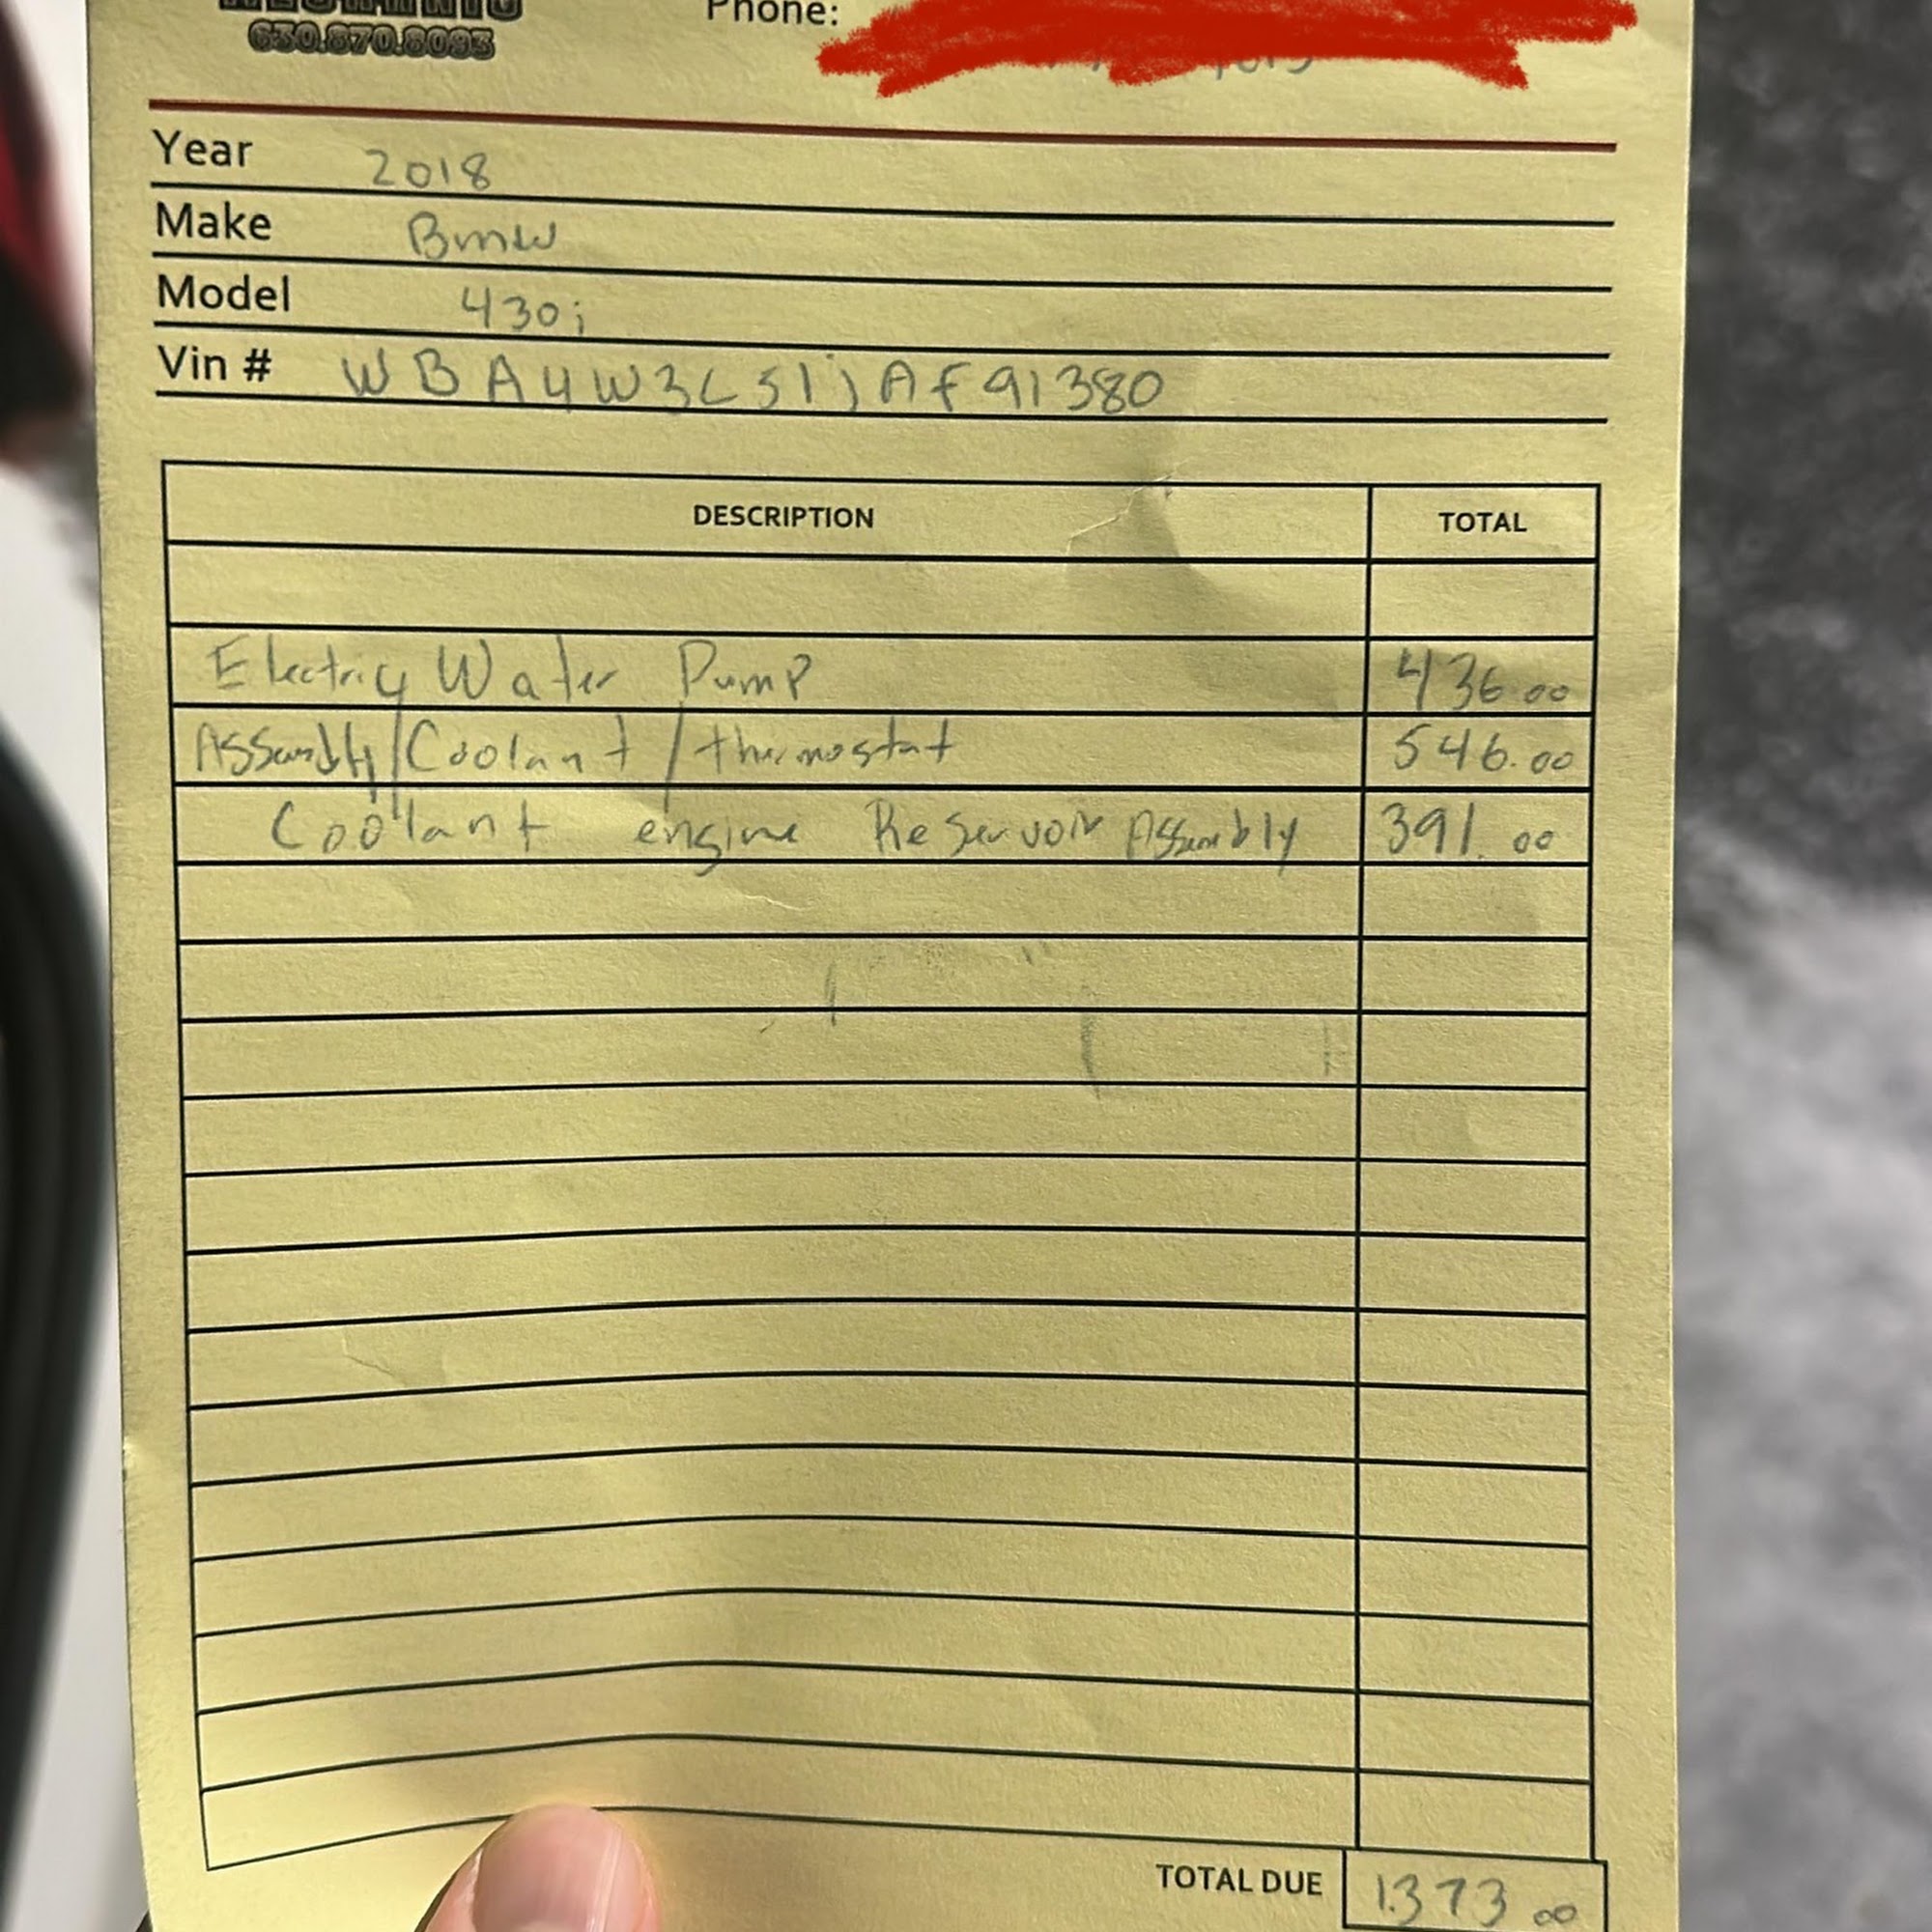 630.870.8093
Phone:
Year 2018
Make Bmw
Model 430i
Vin # WBA4W3C51jAF91380
DESCRIPTION TOTAL
Electric Water Pump 436.00
Assembly/Coolant/thermostat 546.00
Coolant engine Reservoir Assembly 391.00
TOTAL DUE 1373.00